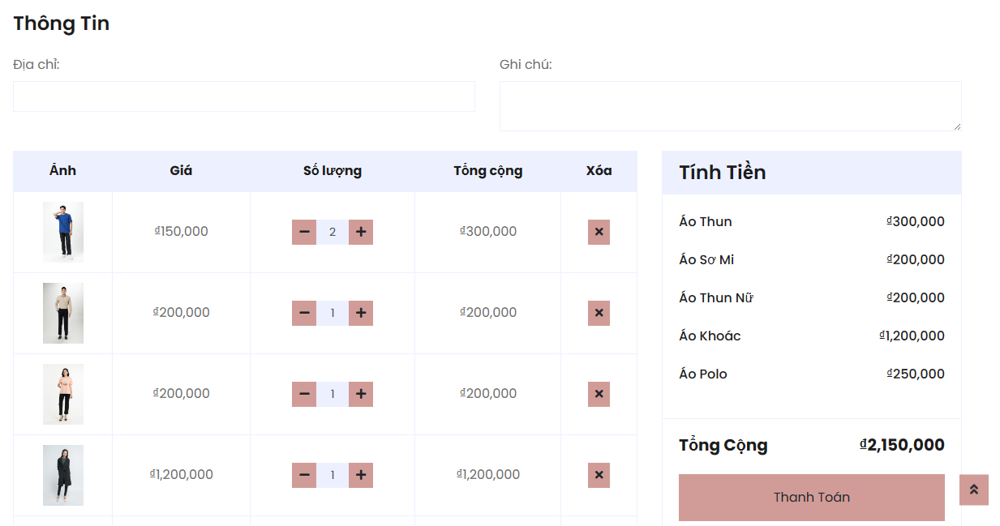 Thông Tin
Địa chỉ:
Ghi chú:
Ảnh Giá Số lượng Tổng cộng Xóa
₫150,000 2 ₫300,000
₫200,000 1 ₫200,000
₫200,000 1 ₫200,000
₫1,200,000 1 ₫1,200,000
Tính Tiền
Áo Thun ₫300,000
Áo Sơ Mi ₫200,000
Áo Thun Nữ ₫200,000
Áo Khoác ₫1,200,000
Áo Polo ₫250,000
Tổng Cộng ₫2,150,000
Thanh Toán